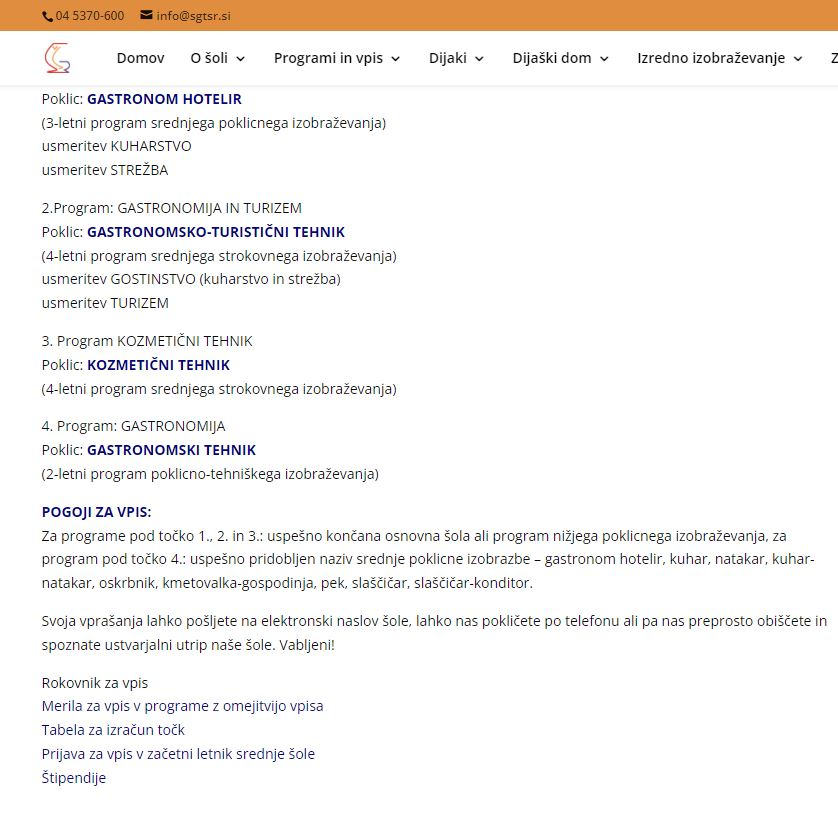 04 5370-600 info@sgtsr.si
Domov O šoli Programi in vpis Dijaki Dijaški dom Izredno izobraževanje Z
Poklic: GASTRONOM HOTELIR
(3-letni program srednjega poklicnega izobraževanja)
usmeritev KUHARSTVO
usmeritev STREŽBA
2.Program: GASTRONOMIJA IN TURIZEM
Poklic: GASTRONOMSKO-TURISTIČNI TEHNIK
(4-letni program srednjega strokovnega izobraževanja)
usmeritev GOSTINSTVO (kuharstvo in strežba)
usmeritev TURIZEM
3. Program KOZMETIČNI TEHNIK
Poklic: KOZMETIČNI TEHNIK
(4-letni program srednjega strokovnega izobraževanja)
4. Program: GASTRONOMIJA
Poklic: GASTRONOMSKI TEHNIK
(2-letni program poklicno-tehniškega izobraževanja)
POGOJI ZA VPIS:
Za programe pod točko 1., 2. in 3.: uspešno končana osnovna šola ali program nižjega poklicnega izobraževanja, za
program pod točko 4.: uspešno pridobljen naziv srednje poklicne izobrazbe – gastronom hotelir, kuhar, natakar, kuhar-
natakar, oskrbnik, kmetovalka-gospodinja, pek, slaščičar, slaščičar-konditor.
Svoja vprašanja lahko pošljete na elektronski naslov šole, lahko nas pokličete po telefonu ali pa nas preprosto obiščete in
spoznate ustvarjalni utrip naše šole. Vabljeni!
Rokovnik za vpis
Merila za vpis v programe z omejitvijo vpisa
Tabela za izračun točk
Prijava za vpis v začetni letnik srednje šole
Štipendije